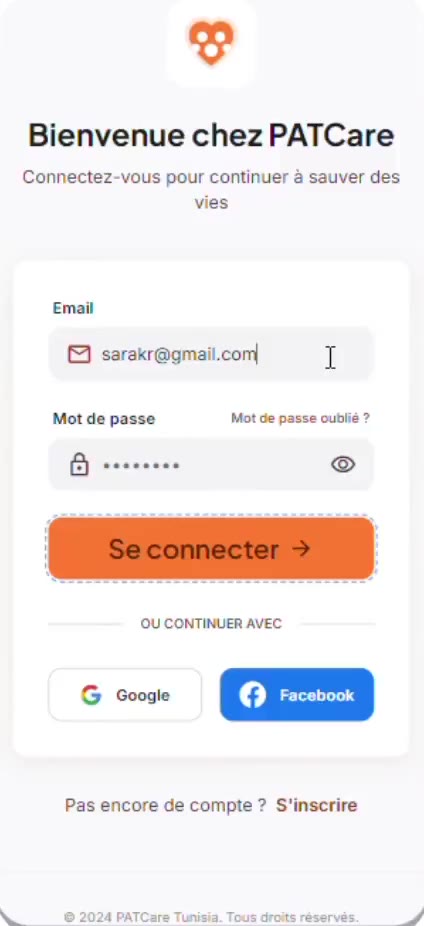 Bienvenue chez PATCare
Connectez-vous pour continuer à sauver des
vies
Email
sarakr@gmail.com
Mot de passe
Mot de passe oublié ?
••••••••
Se connecter →
OU CONTINUER AVEC
Google
Facebook
Pas encore de compte ? S'inscrire
© 2024 PATCare Tunisia. Tous droits réservés.